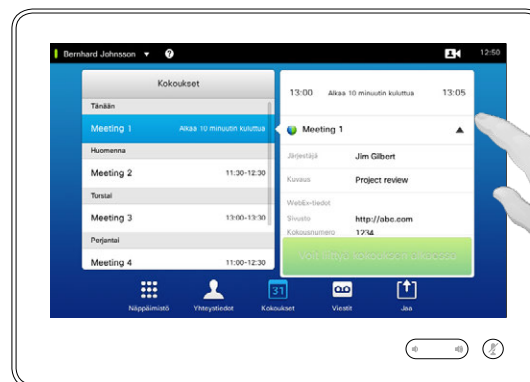 Bernhard Johnsson ? 12:50
Kokoukset
Tänään
Meeting 1 Alkaa 10 minuutin kuluttua
Huomenna
Meeting 2 11:30-12:30
Torstai
Meeting 3 13:00-13:30
Perjantai
Meeting 4 11:00-12:30
13:00 Alkaa 10 minuutin kuluttua 13:05
Meeting 1
Järjestäjä Jim Gilbert
Kuvaus Project review
WebEx-tiedot
Sivusto http://abc.com
Kokousnumero 1234
Voit liittyä kokouksen alkaessa
31
Näppäimistö Yhteystiedot Kokoukset Viestit Jaa